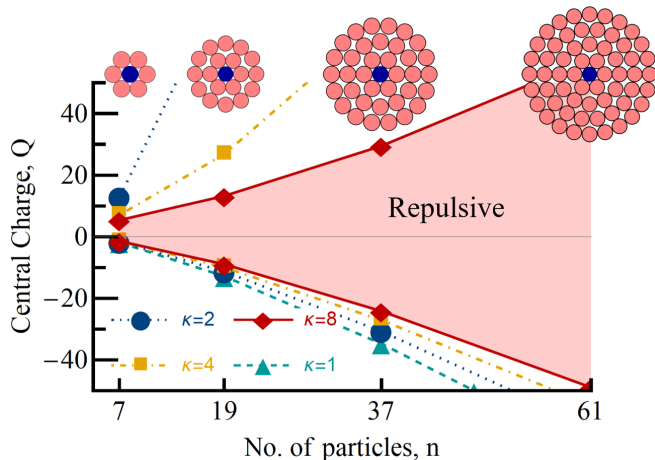 Central Charge, Q
40
20
0
−20
−40
Repulsive
κ=2
κ=8
κ=4
κ=1
7
19
37
61
No. of particles, n